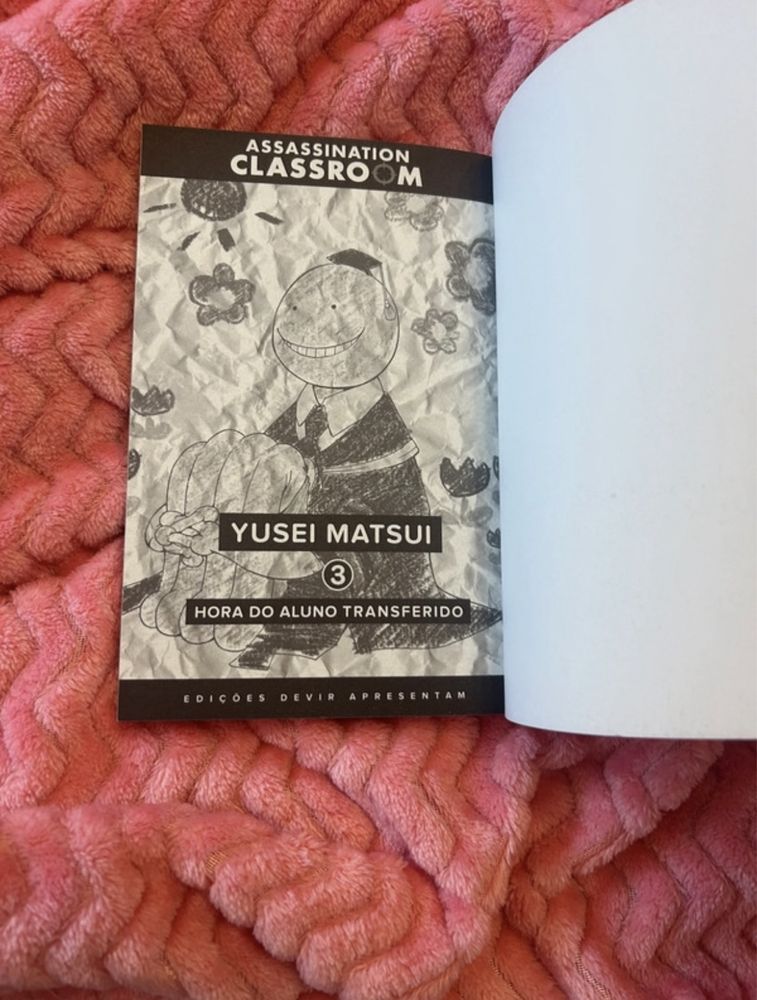 ASSASSINATION
CLASSROOM
YUSEI MATSUI
3
HORA DO ALUNO TRANSFERIDO
EDIÇÕES DEVIR APRESENTAM